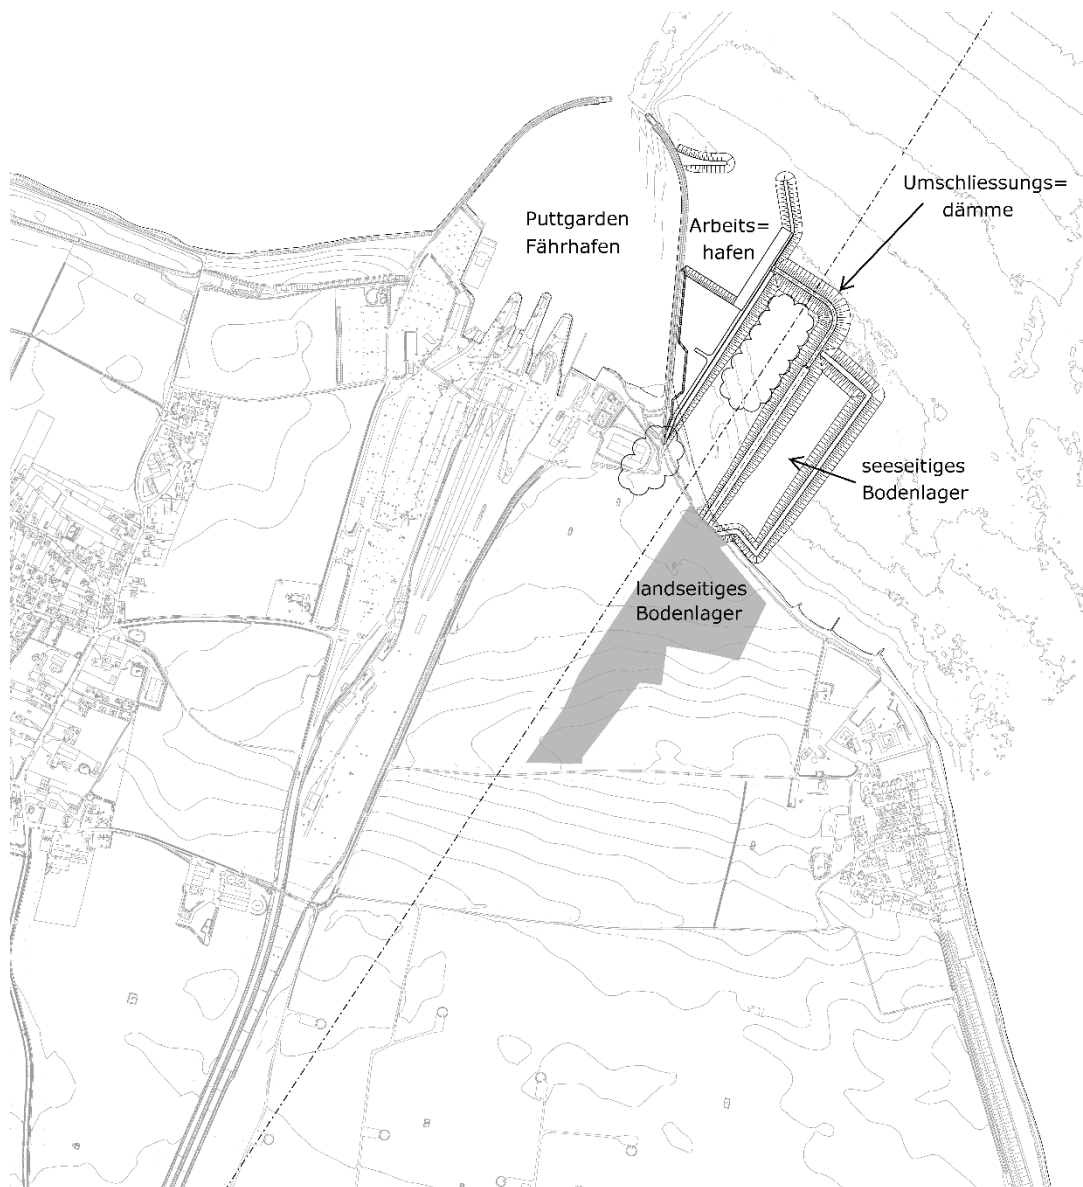 Umschliessungs=
dämme
Puttgarden
Fährhafen
Arbeits=
hafen
seeseitiges
Bodenlager
landseitiges
Bodenlager